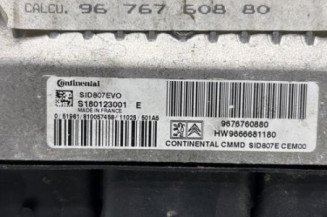 CALCU. 96 767 608 80
Continental
SID807EVO
S180123001 E
MADE IN FRANCE
9676760880
HW9666681180
CONTINENTAL CMMD SID807E CEM00